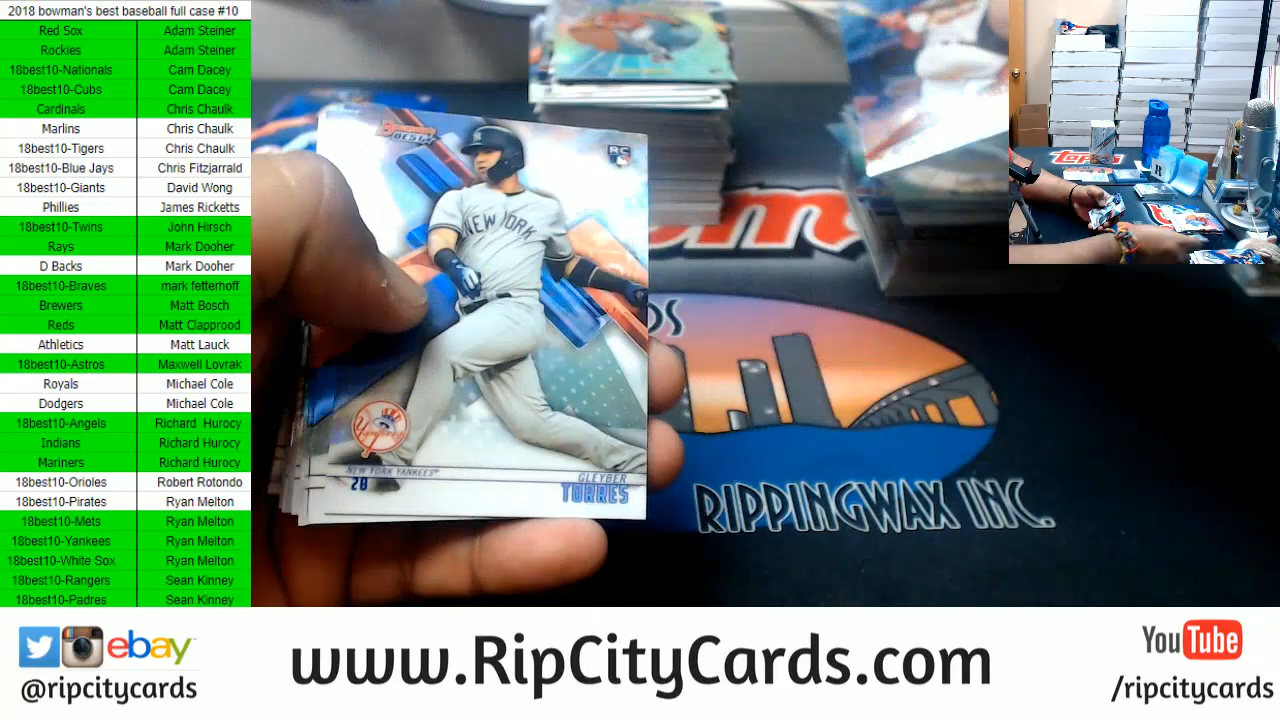 2018 bowman's best baseball full case #10
Red Sox Adam Steiner
Rockies Adam Steiner
18best10-Nationals Cam Dacey
18best10-Cubs Cam Dacey
Cardinals Chris Chaulk
Marlins Chris Chaulk
18best10-Tigers Chris Chaulk
18best10-Blue Jays Chris Fitzjarrald
18best10-Giants David Wong
Phillies James Ricketts
18best10-Twins John Hirsch
Rays Mark Dooher
D Backs Mark Dooher
18best10-Braves mark fetterhoff
Brewers Matt Bosch
Reds Matt Clapprood
Athletics Matt Lauck
18best10-Astros Maxwell Lovrak
Royals Michael Cole
Dodgers Michael Cole
18best10-Angels Richard Hurocy
Indians Richard Hurocy
Mariners Richard Hurocy
18best10-Orioles Robert Rotondo
18best10-Pirates Ryan Melton
18best10-Mets Ryan Melton
18best10-Yankees Ryan Melton
18best10-White Sox Ryan Melton
18best10-Rangers Sean Kinney
18best10-Padres Sean Kinney
BOWMAN'S
BEST
RC
NEW YORK
Yankees
NEW YORK YANKEES
28
GLEYBER
TORRES
DS
RIPPINGWAX INC.
topps
ebay
@ripcitycards
www.RipCityCards.com
YouTube
/ripcitycards